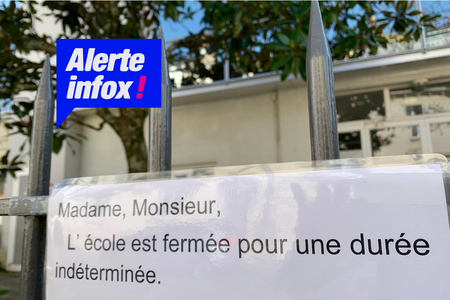 Alerte
infox !
Madame, Monsieur,
L' école est fermée pour une durée
indéterminée.